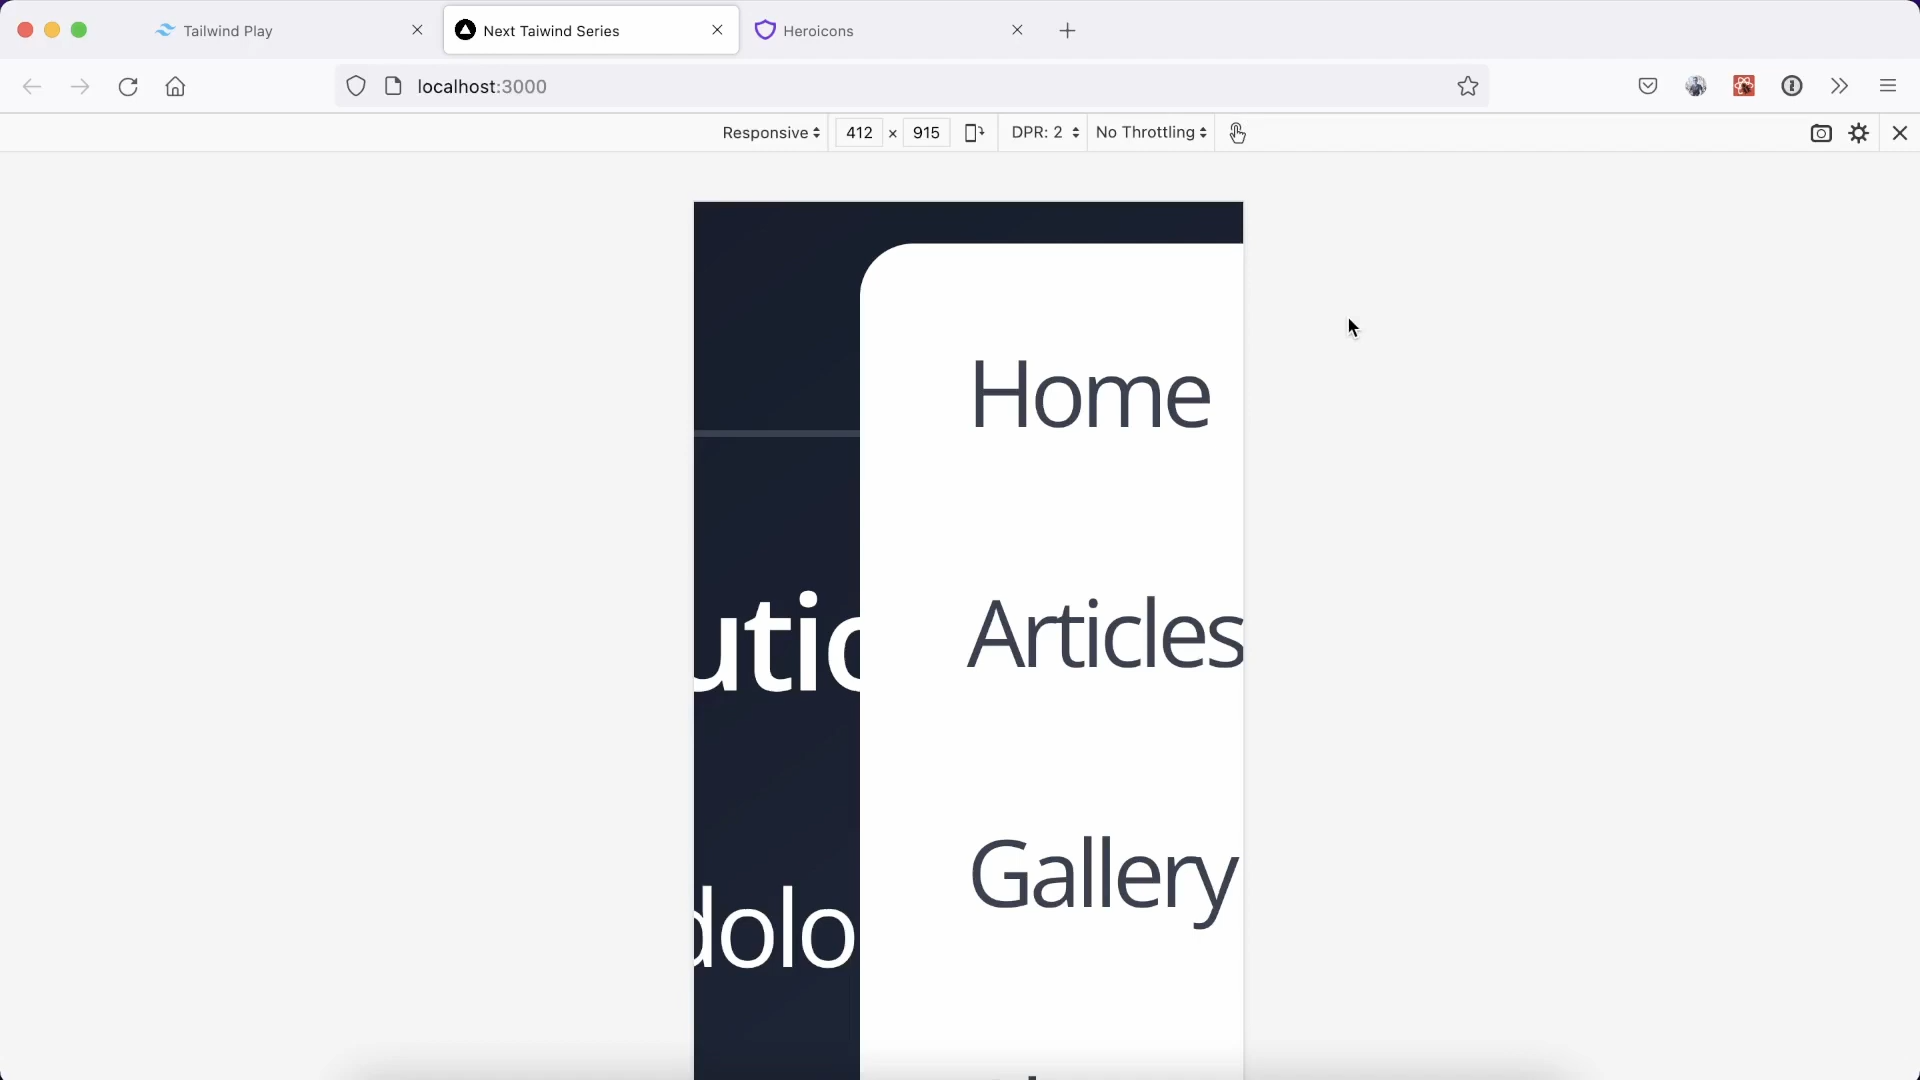 Tailwind Play
Next Taiwind Series
Heroicons
localhost:3000
Responsive 412 × 915 DPR: 2 No Throttling
Home
utic
Articles
Gallery
dolo